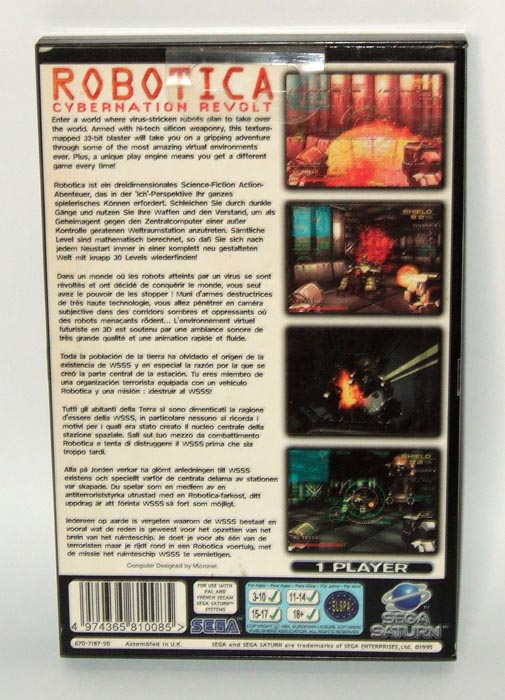 ROBOTICA
CYBERNATION REVOLT
Enter a world where virus-stricken robots plan to take over
the world. Armed with hi-tech silicon weaponry, this texture-
mapped 32-bit blaster will take you on a gripping adventure
through some of the most amazing virtual environments
ever. Plus, a unique play engine means you get a different
game every time!
Robotica ist ein dreidimensionales Science-Fiction Action-
Abenteuer, das in der 'Ich'-Perspektive Ihr ganzes
spielerisches Können erfordert. Schleichen Sie durch dunkle
Gänge und nutzen Sie Ihre Waffen und den Verstand, um als
Geheimagent gegen den Zentralcomputer einer außer
Kontrolle geratenen Weltraumstation anzutreten. Sämtliche
Level sind mathematisch berechnet, so daß Sie sich nach
jedem Neustart immer in einer komplett neu gestalteten
Welt mit knapp 30 Levels wiederfinden!
Dans un monde où les robots atteints par un virus se sont
révoltés et ont décidé de conquérir le monde, vous seul
avez le pouvoir de les stopper ! Muni d'armes destructrices
de très haute technologie, vous allez pénétrer en caméra
subjective dans des corridors sombres et oppressants où
des robots menaçants rôdent... L'environnement virtuel
futuriste en 3D est soutenu par une ambiance sonore de
très grande qualité et une animation rapide et fluide.
Toda la población de la tierra ha olvidado el origen de la
existencia de WSSS y en especial la razón por la que se
creó la parte central de la estación. Tu eres miembro de
una organización terrorista equipada con un vehículo
Robotica y una misión : ¡destruir al WSSS!
Tutti gli abitanti della Terra si sono dimenticati la ragione
d'essere della WSSS, in particolare nessuno si ricorda i
motivi per i quali era stato creato il nucleo centrale della
stazione spaziale. Sali sul tuo mezzo da combattimento
Robotica e tenta di distruggere il WSSS prima che sia
troppo tardi.
Alla på Jorden verkar ha glömt anledningen till WSSS
existens och speciellt varför de centrala delarna av stationen
var skapade. Du spelar som en medlem av en
antiterroriststyrka utrustad med en Robotica-farkost, ditt
uppdrag är att förinta WSSS så fort som möjligt.
Iedereen op aarde is vergeten waarom de WSSS bestaat en
vooral wat de reden is geweest voor het opzetten van het
brein van het ruimteschip. Je doet je voor als één van de
terroristen maar je rijdt rond in een Robotica voertuig, met
de missie het ruimteschip WSSS te vernietigen.
Computer Designed by Micronet.
SHIELD
SHIELD
1 PLAYER
4 974365 810085 >
FOR USE WITH
PAL AND
FRENCH SECAM
SEGA SATURN™
SYSTEMS
SEGA
3-10
11-14
15-17
18+
ELSPA
SEGA
SATURN™
670-7187-50
Assembled in U.K.
SEGA and SEGA SATURN are trademarks of SEGA ENTERPRISES, Ltd. ©1995